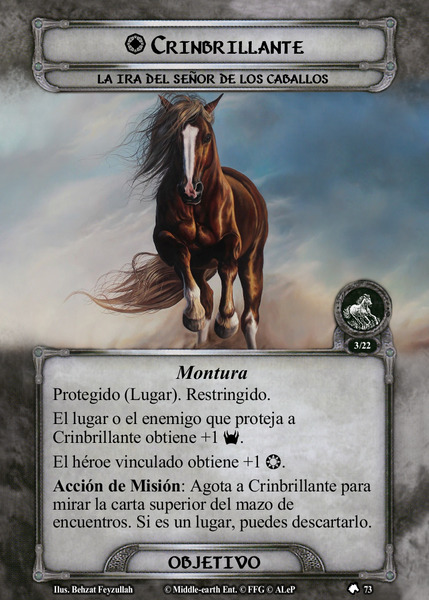 CRINBRILLANTE
LA IRA DEL SEÑOR DE LOS CABALLOS
3/22
Montura
Protegido (Lugar). Restringido.
El lugar o el enemigo que proteja a
Crinbrillante obtiene +1 .
El héroe vinculado obtiene +1 .
Acción de Misión: Agota a Crinbrillante para
mirar la carta superior del mazo de
encuentros. Si es un lugar, puedes descartarlo.
OBJETIVO
Ilus. Behzat Feyzullah © Middle-earth Ent. © FFG © ALeP 73